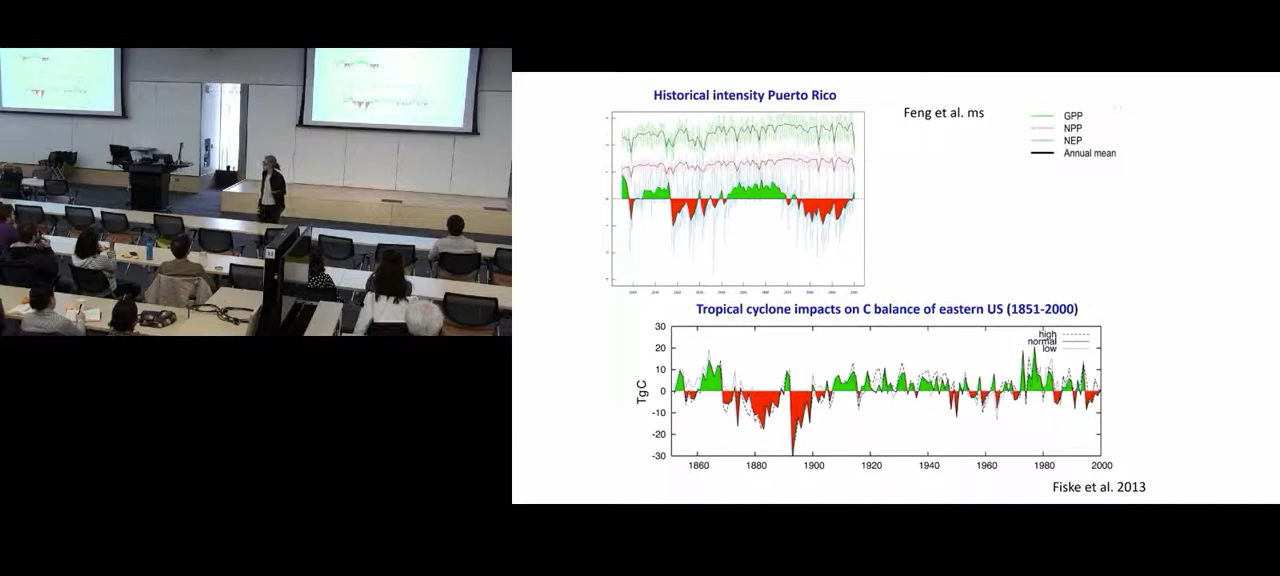 Historical intensity Puerto Rico
Feng et al. ms
GPP
NPP
NEP
Annual mean
Tropical cyclone impacts on C balance of eastern US (1851-2000)
high
normal
low
30
20
10
0
-10
-20
-30
Tg C
1860
1880
1900
1920
1940
1960
1980
2000
Fiske et al. 2013